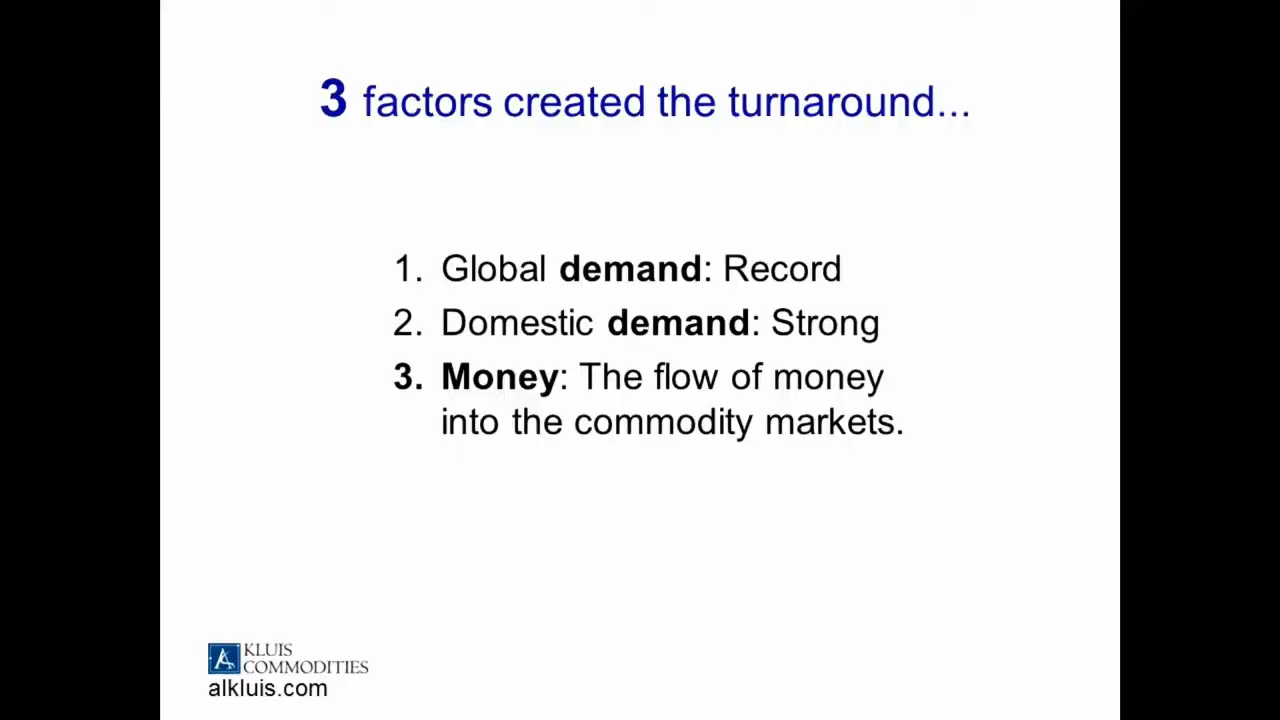 3 factors created the turnaround...
1. Global demand: Record
2. Domestic demand: Strong
3. Money: The flow of money
into the commodity markets.
KLUIS
COMMODITIES
alkluis.com